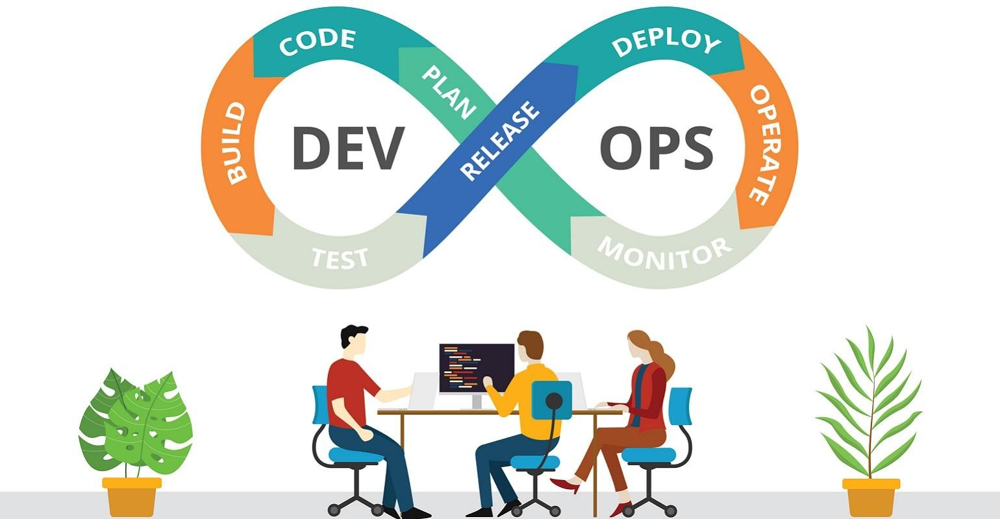 CODE
PLAN
BUILD
TEST
DEV
RELEASE
DEPLOY
OPERATE
MONITOR
OPS